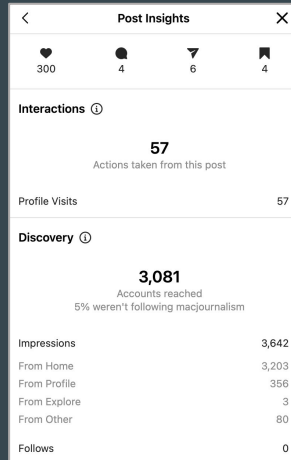 Post Insights
300 4 6 4
Interactions
57
Actions taken from this post
Profile Visits 57
Discovery
3,081
Accounts reached
5% weren't following macjournalism
Impressions 3,642
From Home 3,203
From Profile 356
From Explore 3
From Other 80
Follows 0